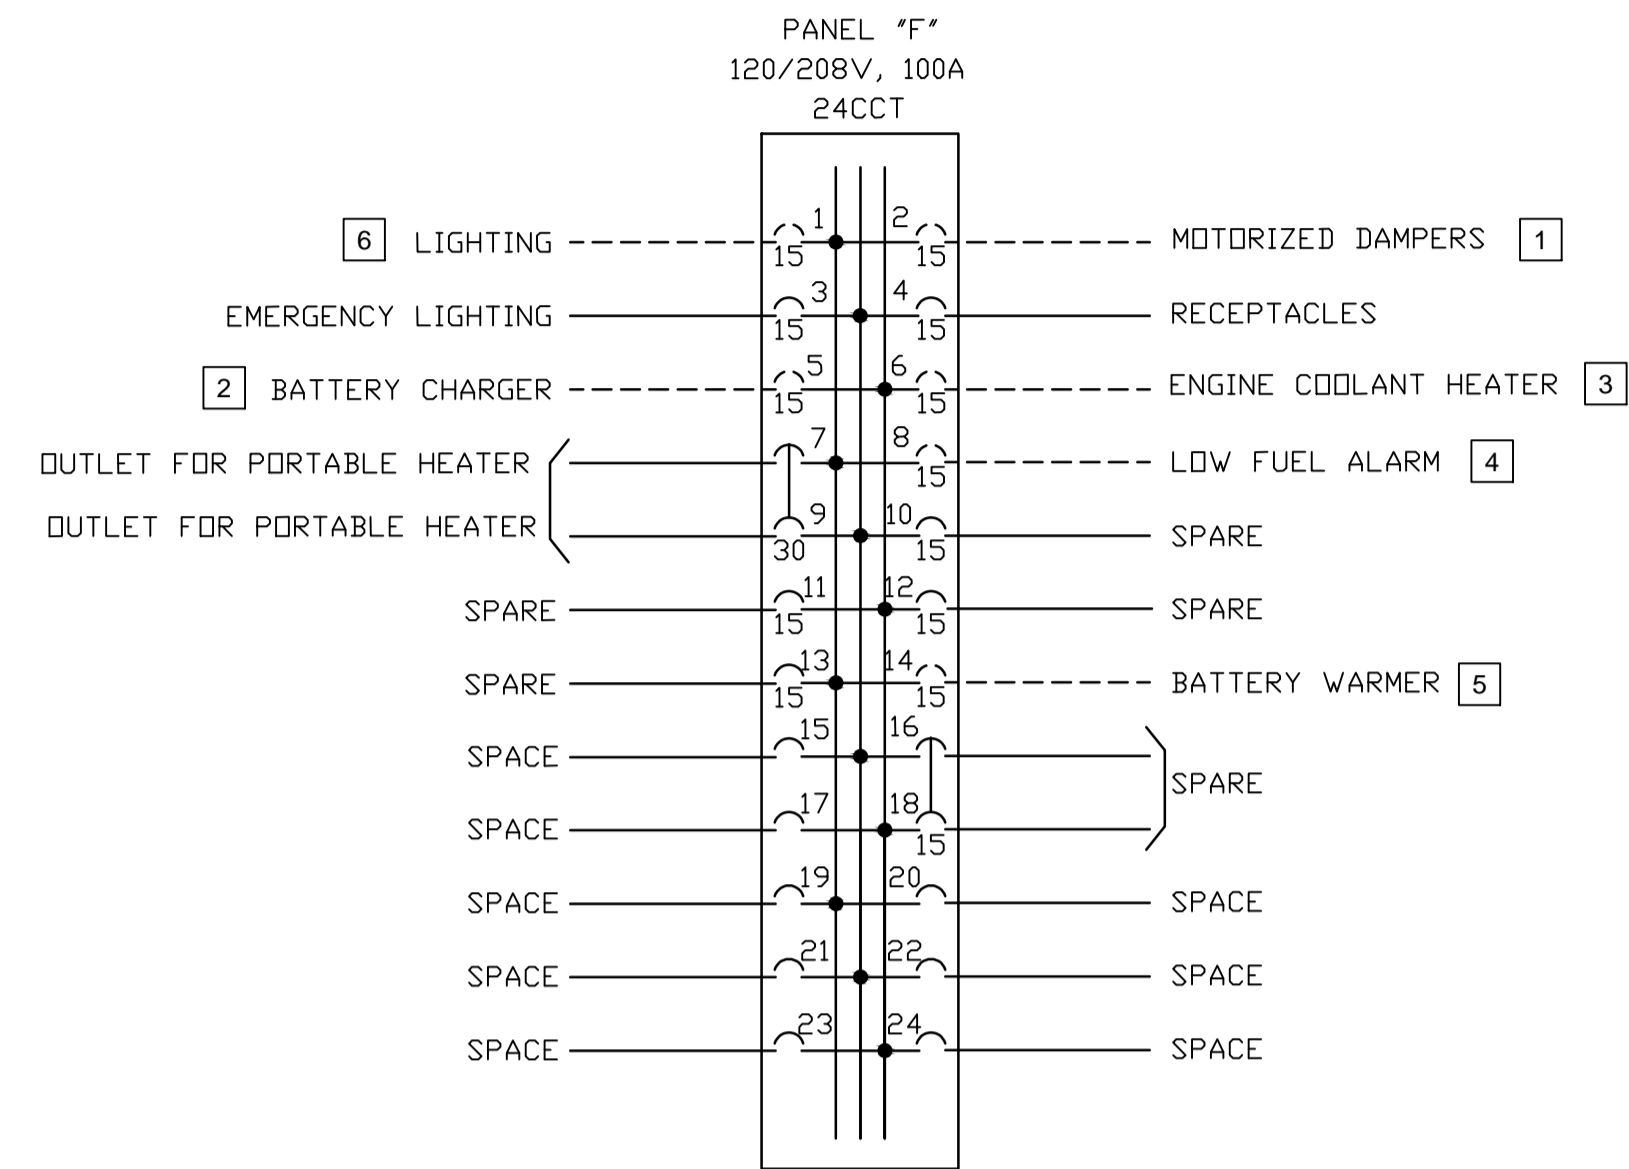 PANEL "F"
120/208V, 100A
24CCT
6 LIGHTING 15 1 2 15 MOTORIZED DAMPERS 1
EMERGENCY LIGHTING 15 3 4 15 RECEPTACLES
2 BATTERY CHARGER 15 5 6 15 ENGINE COOLANT HEATER 3
OUTLET FOR PORTABLE HEATER 7 8 15 LOW FUEL ALARM 4
OUTLET FOR PORTABLE HEATER 30 9 10 15 SPARE
SPARE 15 11 12 15 SPARE
SPARE 15 13 14 15 BATTERY WARMER 5
SPACE 15 16
SPARE
SPACE 17 18 15
SPACE 19 20 SPACE
SPACE 21 22 SPACE
SPACE 23 24 SPACE